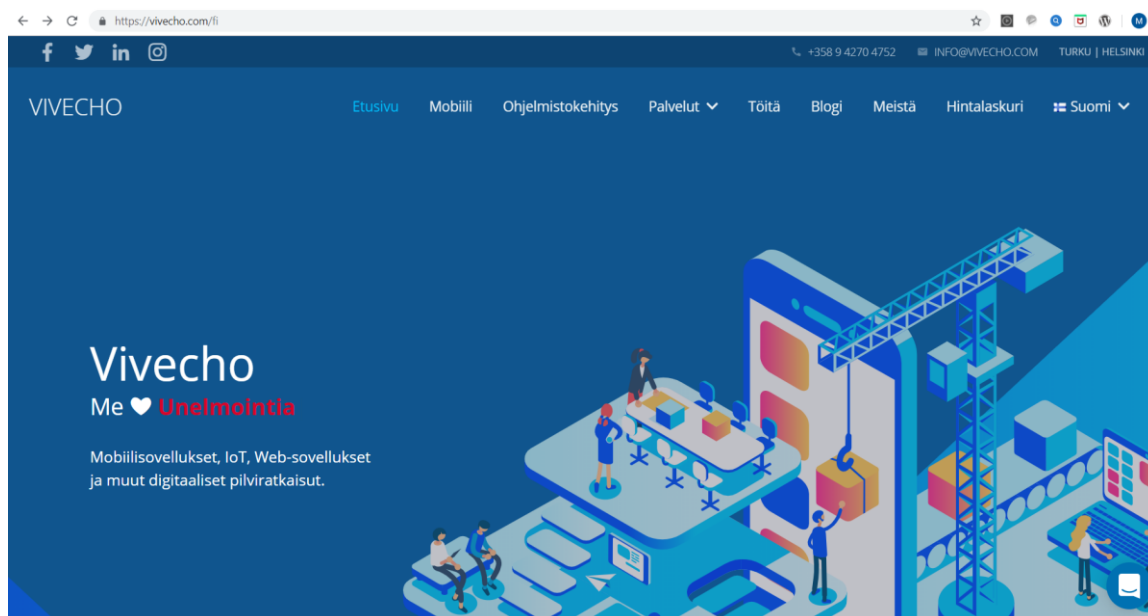 https://vivecho.com/fi
M
+358 9 4270 4752 INFO@VIVECHO.COM TURKU | HELSINKI
VIVECHO Etusivu Mobiili Ohjelmistokehitys Palvelut Töitä Blogi Meistä Hintalaskuri Suomi
Vivecho
Me ♥ Unelmointia
Mobiilisovellukset, IoT, Web-sovellukset
ja muut digitaaliset pilviratkaisut.